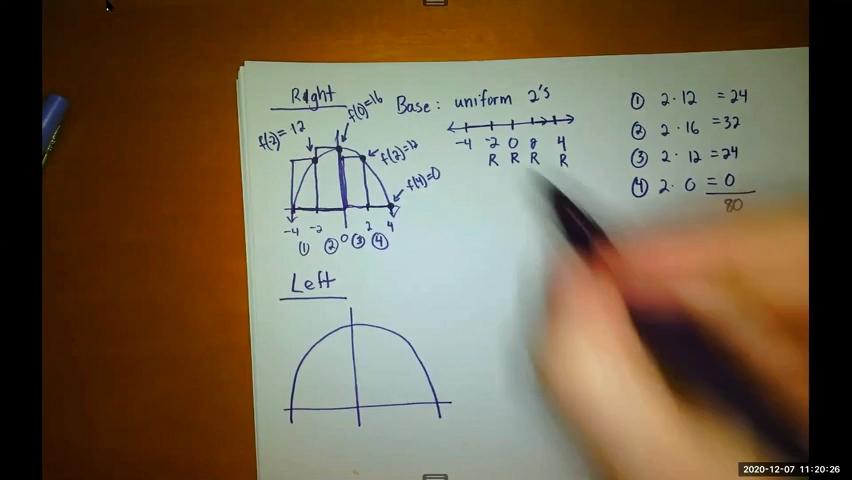 Right
f(-2)=12
f(0)=16
f(2)=12
f(4)=0
-4 -2 0 2 4
① ② ③ ④
Base: uniform 2's
-4 -2 0 2 4
R R R R
① 2·12 =24
② 2·16 =32
③ 2·12 =24
④ 2·0 =0
80
Left
2020-12-07 11:20:26